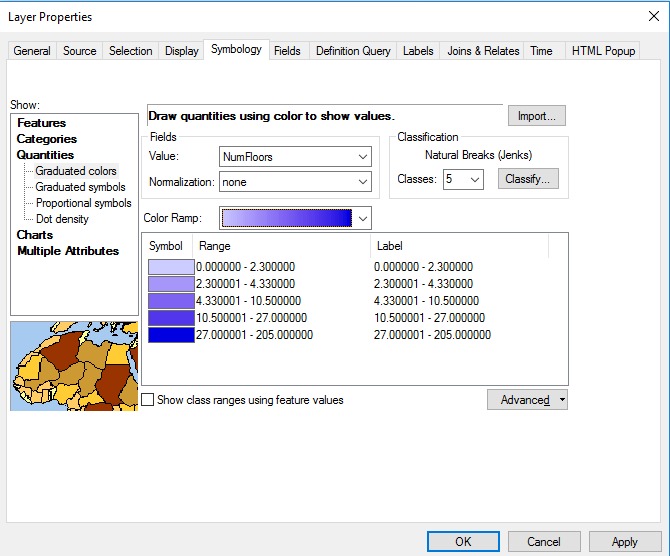 Layer Properties
General Source Selection Display Symbology Fields Definition Query Labels Joins & Relates Time HTML Popup
Show:
Features
Categories
Quantities
Graduated colors
Graduated symbols
Proportional symbols
Dot density
Charts
Multiple Attributes
Draw quantities using color to show values.
Import...
Fields
Value: NumFloors
Normalization: none
Classification
Natural Breaks (Jenks)
Classes: 5 Classify...
Color Ramp:
Symbol Range Label
0.000000 - 2.300000 0.000000 - 2.300000
2.300001 - 4.330000 2.300001 - 4.330000
4.330001 - 10.500000 4.330001 - 10.500000
10.500001 - 27.000000 10.500001 - 27.000000
27.000001 - 205.000000 27.000001 - 205.000000
Show class ranges using feature values
Advanced
OK Cancel Apply